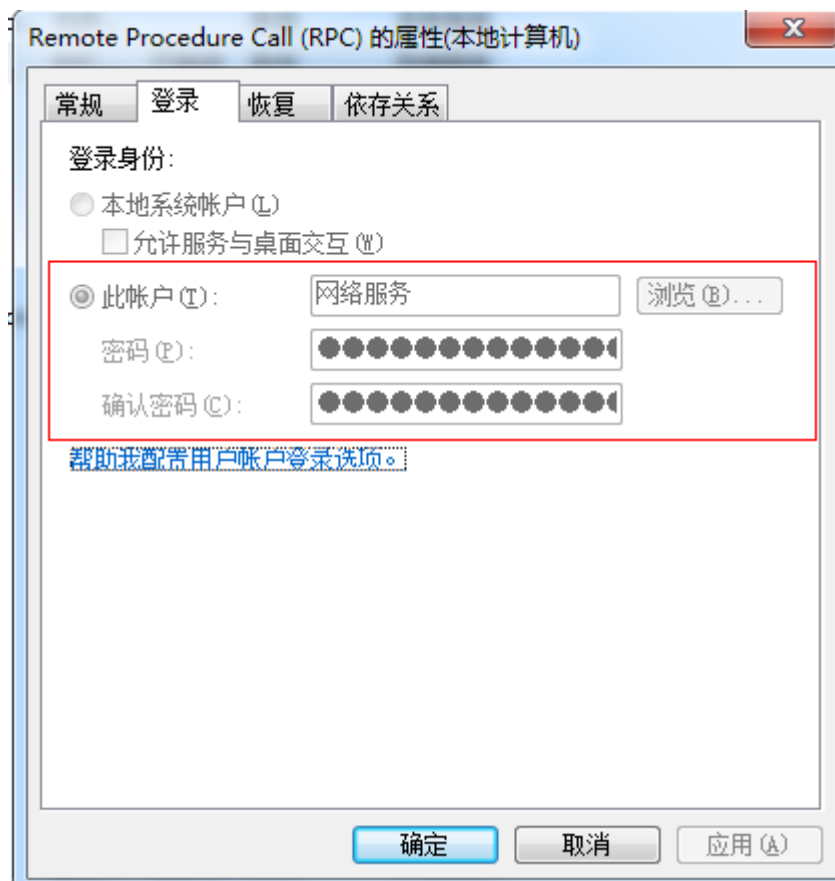 Remote Procedure Call (RPC) 的属性(本地计算机)
常规 登录 恢复 依存关系
登录身份:
本地系统帐户(L)
允许服务与桌面交互(W)
此帐户(T): 网络服务 浏览(B)...
密码(P): ●●●●●●●●●●●●●
确认密码(C): ●●●●●●●●●●●●●
帮助我配置用户帐户登录选项。
确定 取消 应用(A)